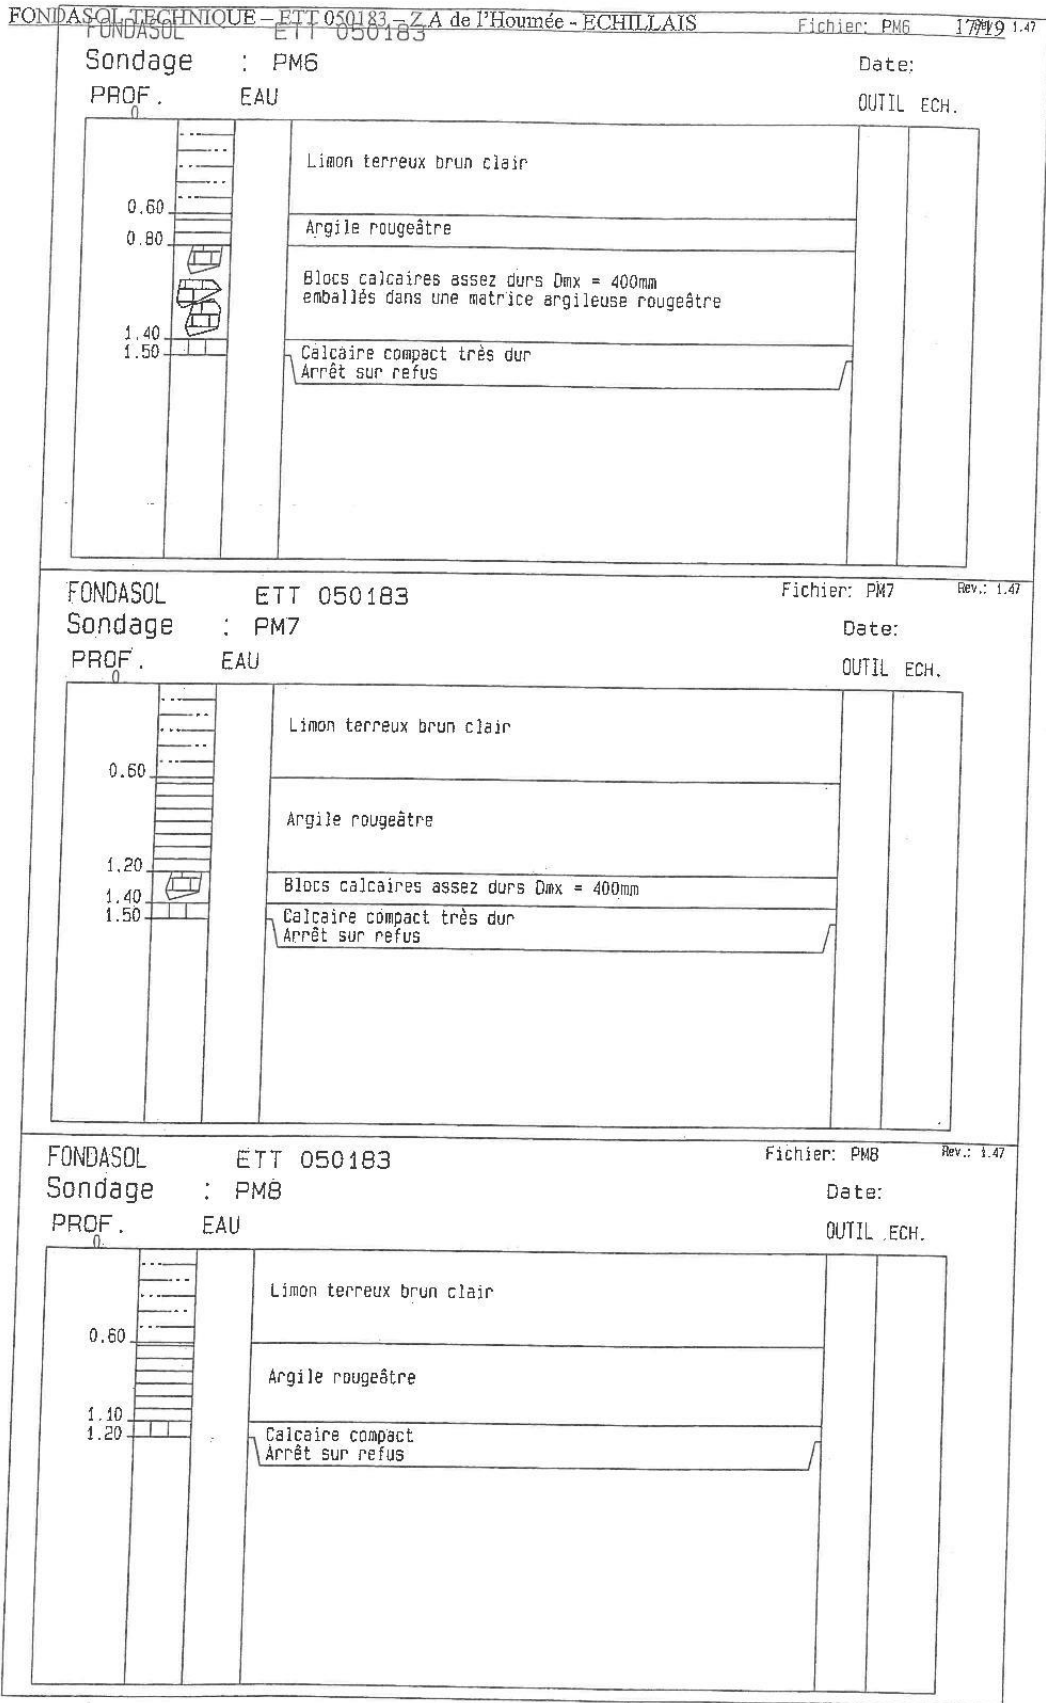 FONDASOL TECHNIQUE – ETT 050183 – Z.A de l'Houmée - ECHILLAIS
FONDASOL ETT 050183 Fichier: PM6 17/19 1.47
Sondage : PM6 Date:
PROF. EAU OUTIL ECH.
0
Limon terreux brun clair
0.60
Argile rougeâtre
0.80
Blocs calcaires assez durs Dmx = 400mm
emballés dans une matrice argileuse rougeâtre
1.40
1.50
Calcaire compact très dur
Arrêt sur refus
FONDASOL ETT 050183 Fichier: PM7 Rev.: 1.47
Sondage : PM7 Date:
PROF. EAU OUTIL ECH.
0
Limon terreux brun clair
0.60
Argile rougeâtre
1.20
Blocs calcaires assez durs Dmx = 400mm
1.40
1.50
Calcaire compact très dur
Arrêt sur refus
FONDASOL ETT 050183 Fichier: PM8 Rev.: 1.47
Sondage : PM8 Date:
PROF. EAU OUTIL ECH.
0
Limon terreux brun clair
0.60
Argile rougeâtre
1.10
1.20
Calcaire compact
Arrêt sur refus